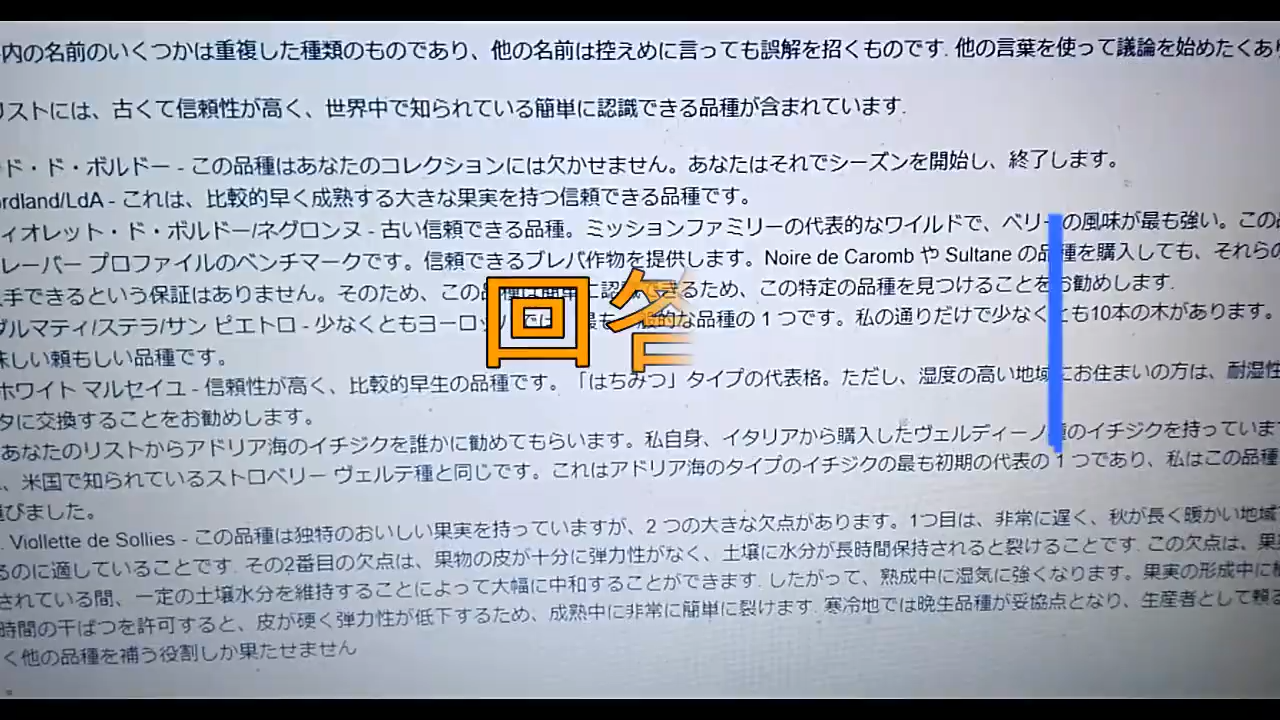 内の名前のいくつかは重複した種類のものであり、他の名前は控えめに言っても誤解を招くものです. 他の言葉を使って議論を始めたくあり
リストには、古くて信頼性が高く、世界中で知られている簡単に認識できる品種が含まれています.
ド・ド・ボルドー - この品種はあなたのコレクションには欠かせません。あなたはそれでシーズンを開始し、終了します。
rdland/LdA - これは、比較的早く成熟する大きな果実を持つ信頼できる品種です。
ィオレット・ド・ボルドー/ネグロンヌ - 古い信頼できる品種。ミッションファミリーの代表的なワイルドで、ベリーの風味が最も強い。この品
レーバー プロファイルのベンチマークです。信頼できるブレバ作物を提供します。Noire de Caromb や Sultane の品種を購入しても、それらの
手できるという保証はありません。そのため、この品種は簡単に認識できるため、この特定の品種を見つけることをお勧めします.
回答
ダルマティ/ステラ/サン ピエトロ - 少なくともヨーロッパでは、最も一般的な品種の 1 つです。私の通りだけで少なくとも10本の木があります。
味しい頼もしい品種です。
ホワイト マルセイユ - 信頼性が高く、比較的早生の品種です。「はちみつ」タイプの代表格。ただし、湿度の高い地域にお住まいの方は、耐湿性
タに交換することをお勧めします。
あなたのリストからアドリア海のイチジクを誰かに勧めてもらいます。私自身、イタリアから購入したヴェルディーノ種のイチジクを持っていま
、米国で知られているストロベリー ヴェルテ種と同じです。これはアドリア海のタイプのイチジクの最も初期の代表の 1 つであり、私はこの品種
選びました。
. Viollette de Sollies - この品種は独特のおいしい果実を持っていますが、2 つの大きな欠点があります。1つ目は、非常に遅く、秋が長く暖かい地域
るのに適していることです. その2番目の欠点は、果物の皮が十分に弾力性がなく、土壌に水分が長時間保持されると裂けることです. この欠点は、果
されている間、一定の土壌水分を維持することによって大幅に中和することができます. したがって、熟成中に湿気に強くなります。果実の形成中に
時間の干ばつを許可すると、皮が硬く弾力性が低下するため、成熟中に非常に簡単に裂けます. 寒冷地では晩生品種が妥協点となり、生産者として頼
く他の品種を補う役割しか果たせません